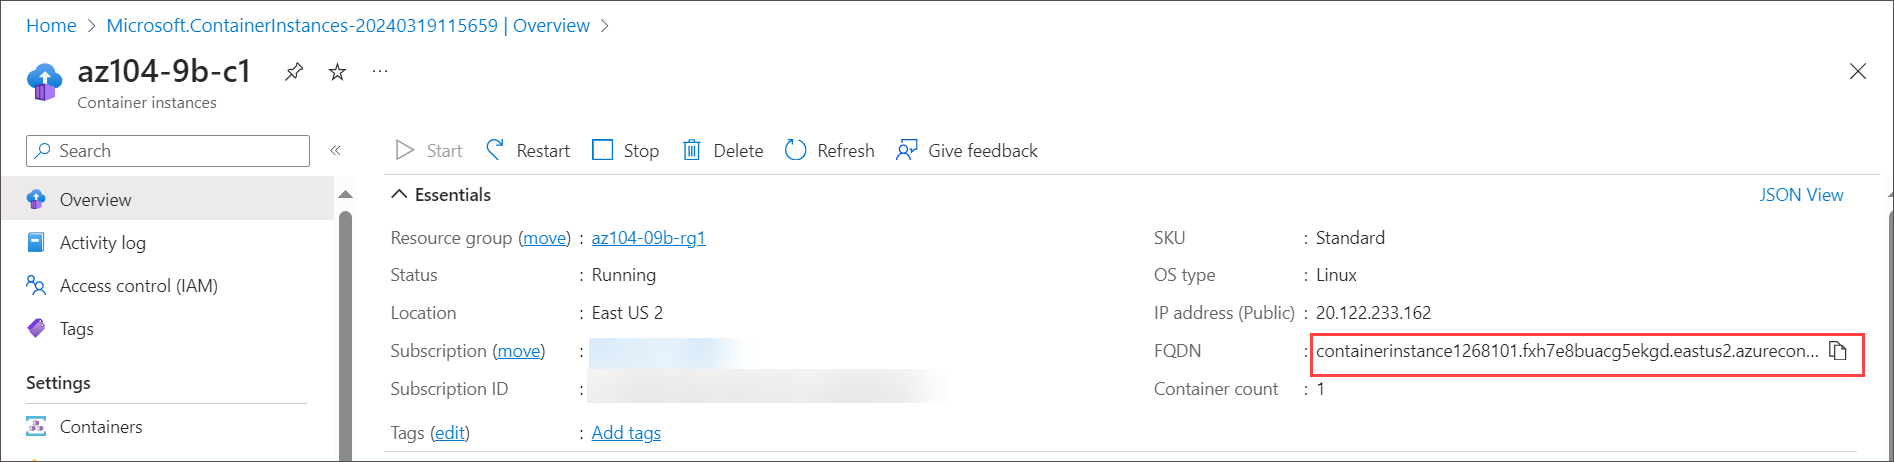 Home > Microsoft.ContainerInstances-20240319115659 | Overview >
az104-9b-c1 ...
Container instances
Search «
Start Restart Stop Delete Refresh Give feedback
Overview
Activity log
Access control (IAM)
Tags
Settings
Containers
Essentials JSON View
Resource group (move) : az104-09b-rg1
Status : Running
Location : East US 2
Subscription (move) :
Subscription ID :
Tags (edit) : Add tags
SKU : Standard
OS type : Linux
IP address (Public) : 20.122.233.162
FQDN : containerinstance1268101.fxh7e8buacg5ekgd.eastus2.azurecon...
Container count : 1